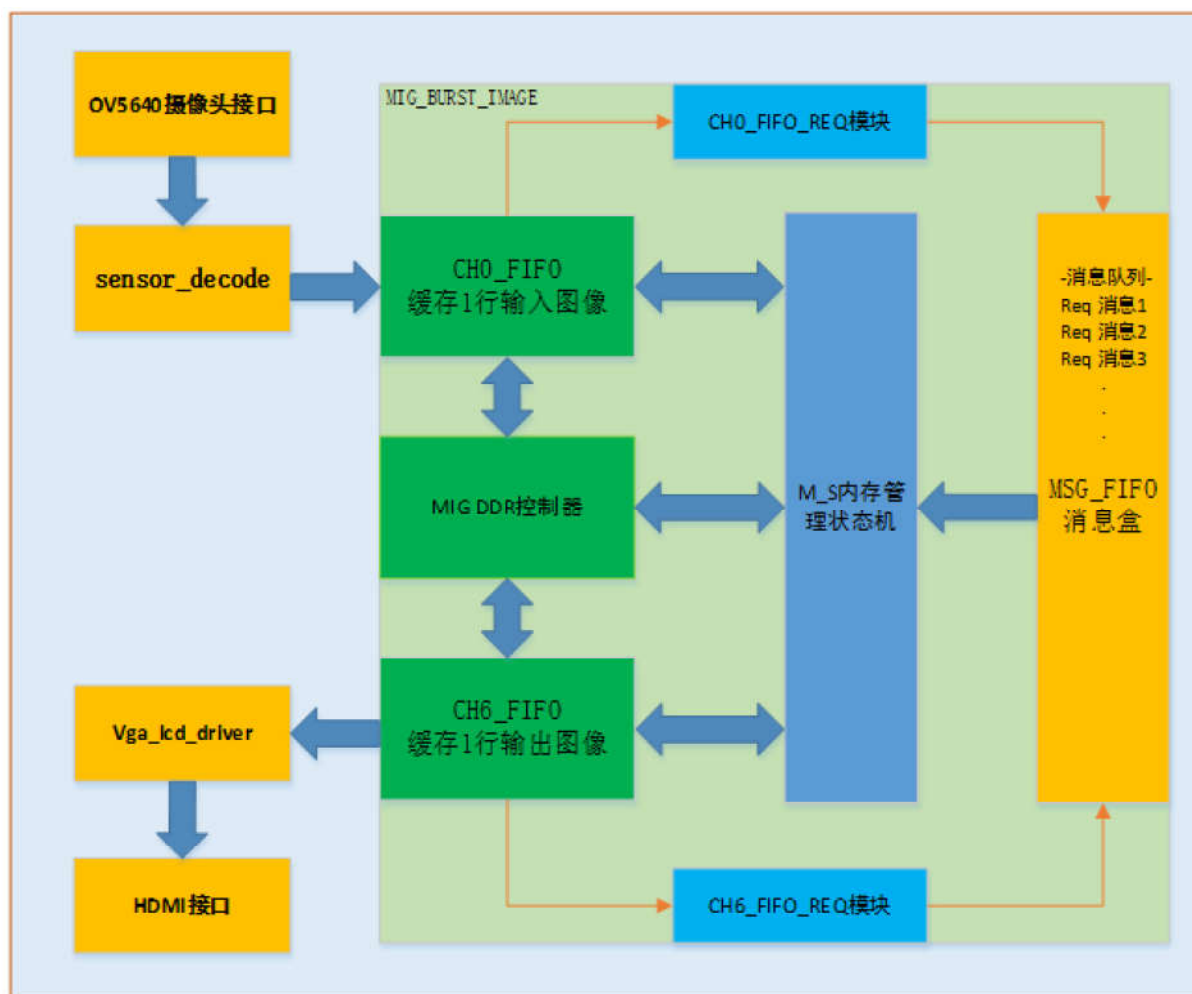 OV5640摄像头接口
MIG_BURST_IMAGE
CH0_FIFO_REQ模块
sensor_decode
CH0_FIFO
缓存1行输入图像
-消息队列-
Req 消息1
Req 消息2
Req 消息3
.
.
.
MIG DDR控制器
M_S内存管
理状态机
MSG_FIFO
消息盒
Vga_lcd_driver
CH6_FIFO
缓存1行输出图像
HDMI接口
CH6_FIFO_REQ模块